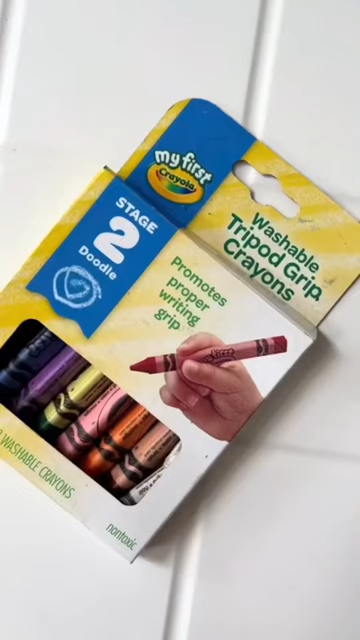 my first
Crayola
Washable
Tripod Grip
Crayons
STAGE
2
Doodle
Promotes
proper
writing
grip
WASHABLE CRAYONS
nontoxic